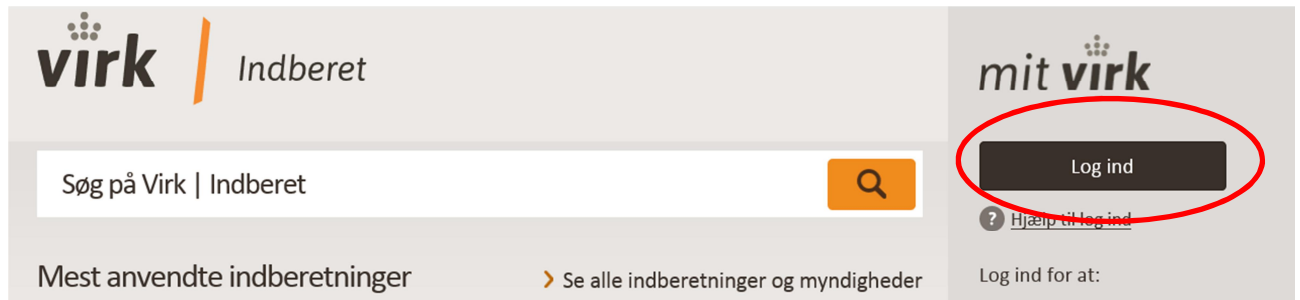 virk | Indberet
Søg på Virk | Indberet
Mest anvendte indberetninger
Se alle indberetninger og myndigheder
mit virk
Log ind
? Hjælp til log ind
Log ind for at: